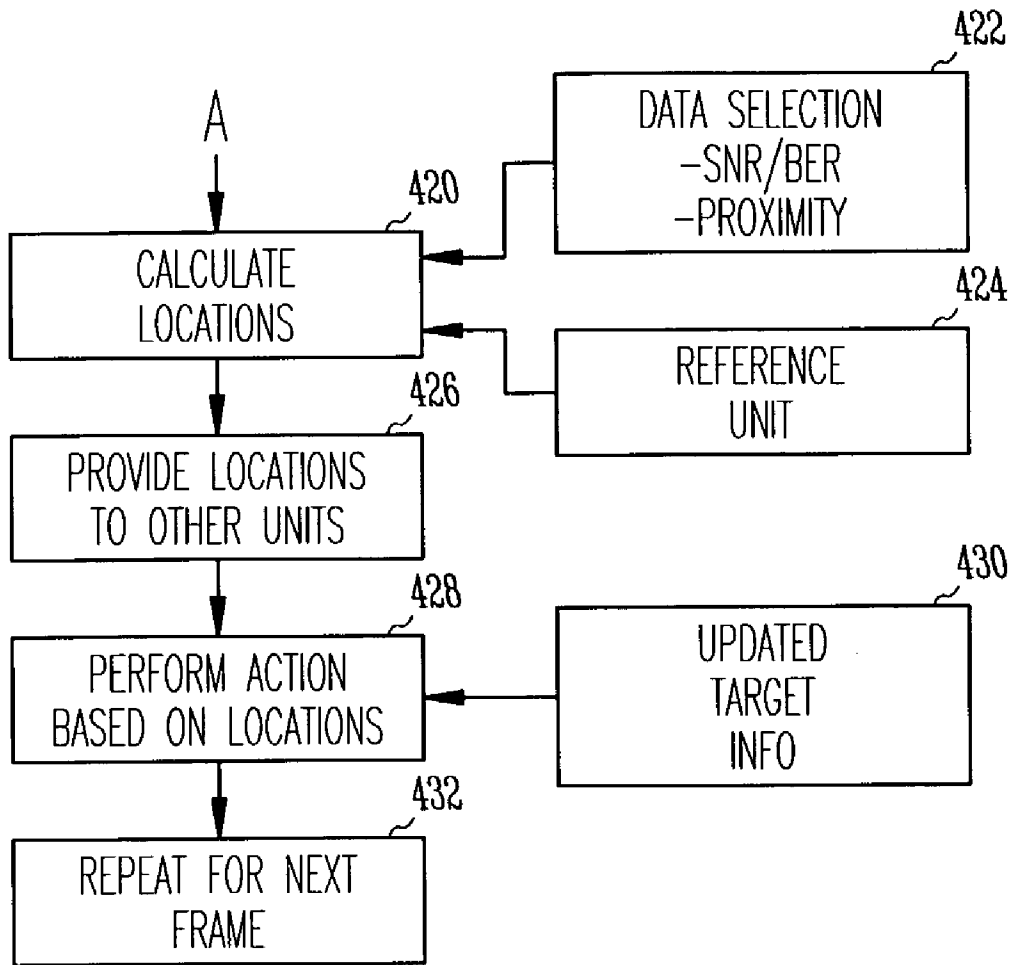 422
DATA SELECTION
-SNR/BER
-PROXIMITY
A
420
CALCULATE
LOCATIONS
424
REFERENCE
UNIT
426
PROVIDE LOCATIONS
TO OTHER UNITS
428
PERFORM ACTION
BASED ON LOCATIONS
430
UPDATED
TARGET
INFO
432
REPEAT FOR NEXT
FRAME